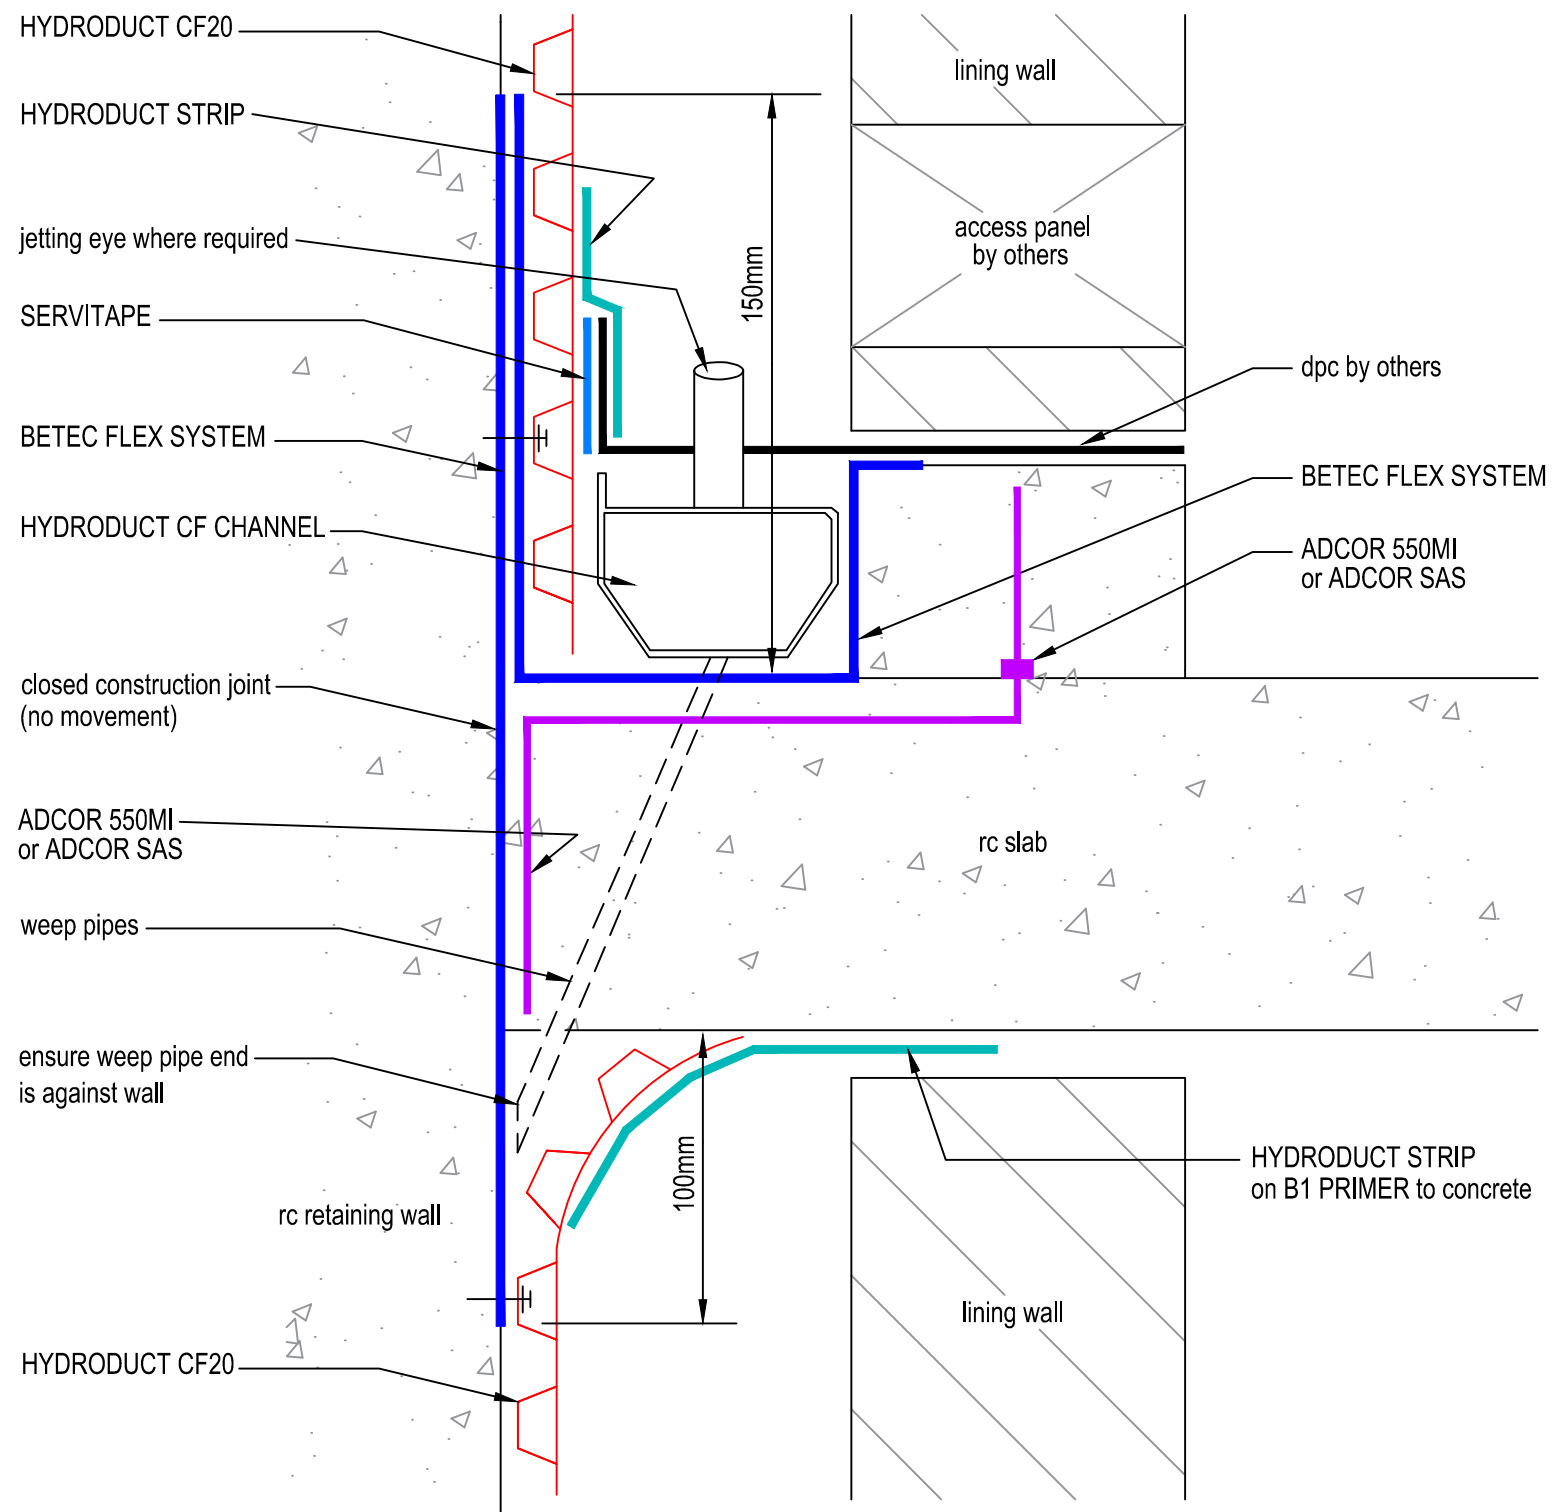 HYDRODUCT CF20
HYDRODUCT STRIP
jetting eye where required
SERVITAPE
BETEC FLEX SYSTEM
HYDRODUCT CF CHANNEL
closed construction joint
(no movement)
ADCOR 550MI
or ADCOR SAS
weep pipes
ensure weep pipe end
is against wall
rc retaining wall
HYDRODUCT CF20
150mm
100mm
lining wall
access panel
by others
dpc by others
BETEC FLEX SYSTEM
ADCOR 550MI
or ADCOR SAS
rc slab
HYDRODUCT STRIP
on B1 PRIMER to concrete
lining wall